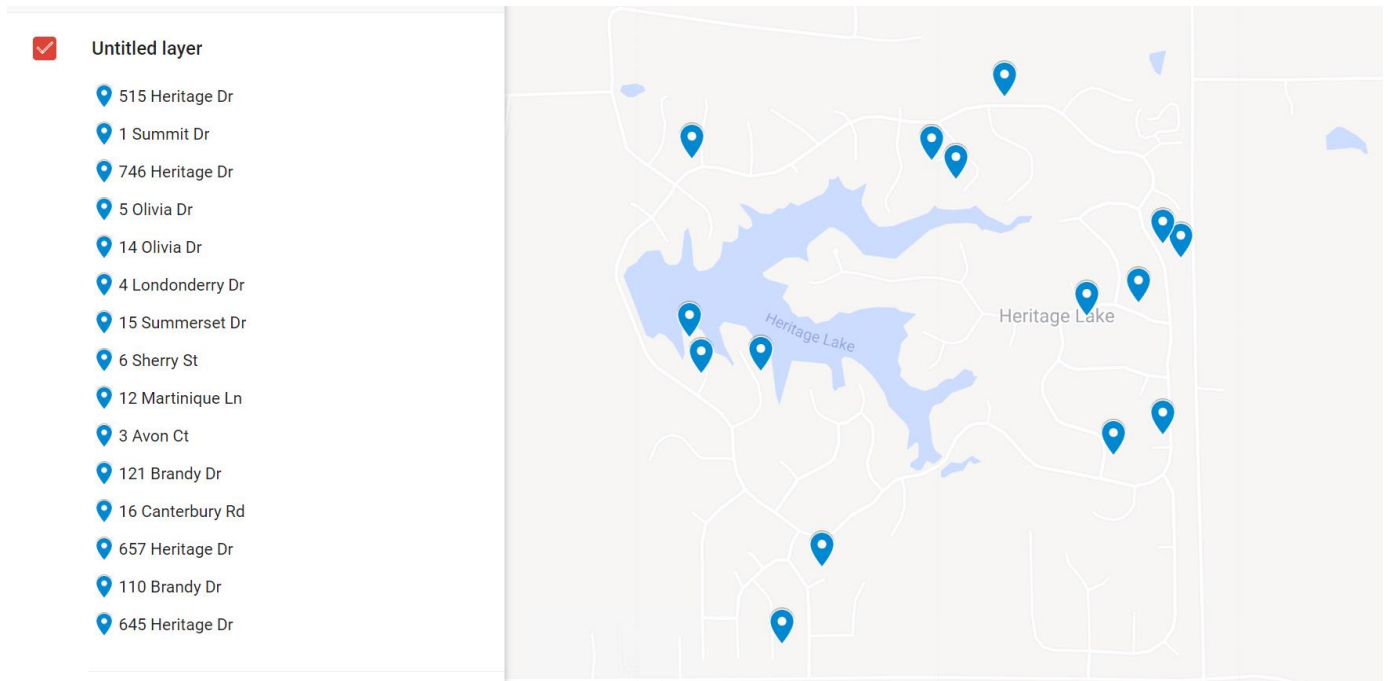 Untitled layer
515 Heritage Dr
1 Summit Dr
746 Heritage Dr
5 Olivia Dr
14 Olivia Dr
4 Londonderry Dr
15 Summerset Dr
6 Sherry St
12 Martinique Ln
3 Avon Ct
121 Brandy Dr
16 Canterbury Rd
657 Heritage Dr
110 Brandy Dr
645 Heritage Dr
Heritage Lake
Heritage Lake